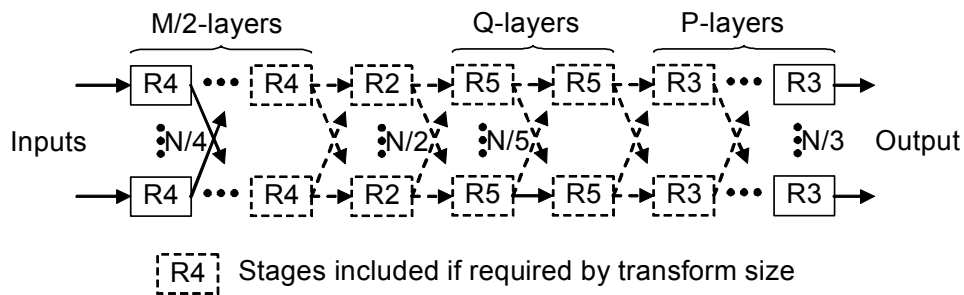 M/2-layers Q-layers P-layers
R4 R4 R2 R5 R5 R3 R3
Inputs N/4 N/2 N/5 N/3 Output
R4 R4 R2 R5 R5 R3 R3
R4 Stages included if required by transform size